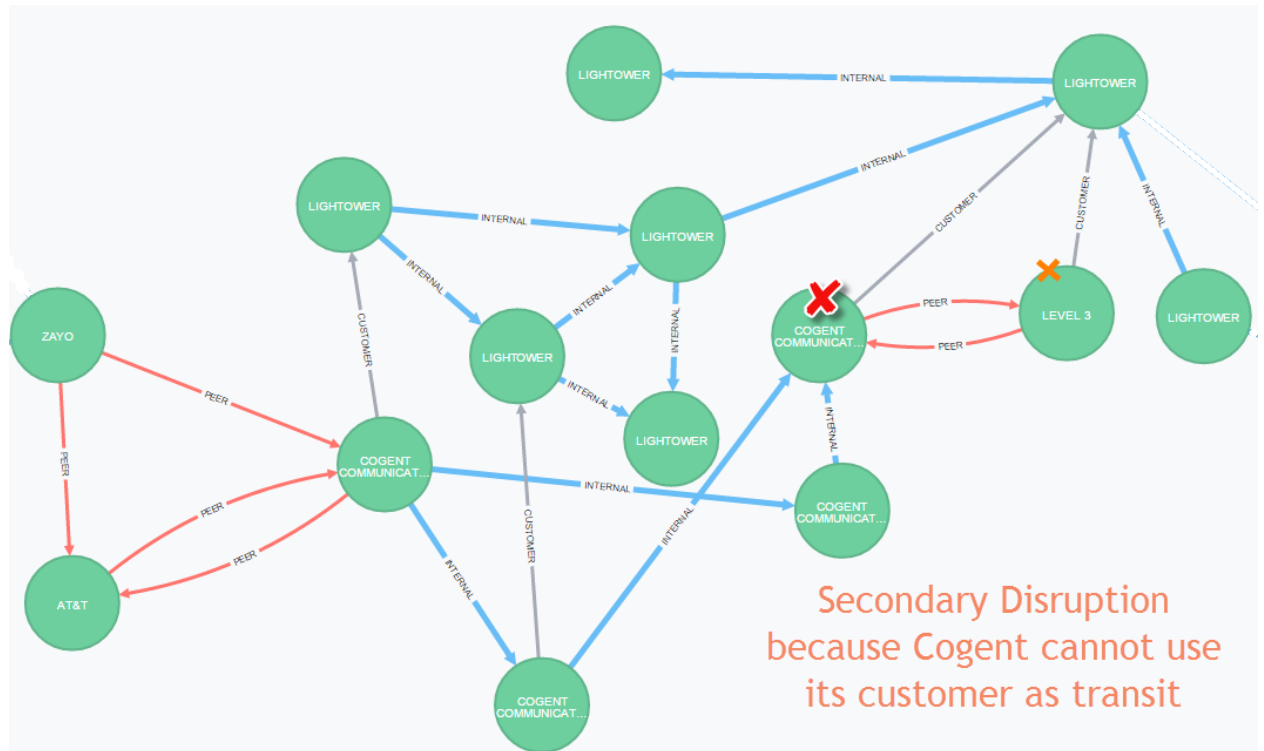 LIGHTOWER
INTERNAL
LIGHTOWER
INTERNAL
LIGHTOWER
INTERNAL
LIGHTOWER
CUSTOMER
CUSTOMER
INTERNAL
INTERNAL
INTERNAL
PEER
LEVEL 3
LIGHTOWER
ZAYO
CUSTOMER
LIGHTOWER
INTERNAL
COGENT
COMMUNICAT...
PEER
PEER
INTERNAL
LIGHTOWER
INTERNAL
PEER
COGENT
COMMUNICAT...
INTERNAL
COGENT
COMMUNICAT...
PEER
PEER
CUSTOMER
INTERNAL
PEER
INTERNAL
AT&T
COGENT
COMMUNICAT...
Secondary Disruption
because Cogent cannot use
its customer as transit